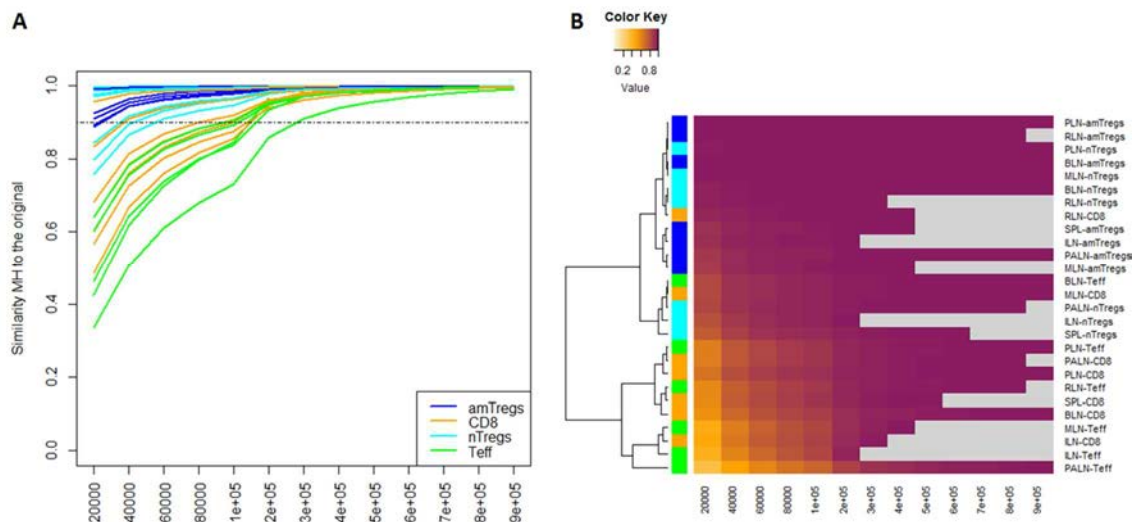 A
Similarity MH to the original
1.0
0.8
0.6
0.4
0.2
0.0
amTregs
CD8
nTregs
Teff
20000
40000
60000
80000
1e+05
2e+05
3e+05
4e+05
5e+05
6e+05
7e+05
8e+05
9e+05
B
Color Key
0.2 0.8
Value
PLN-amTregs
RLN-amTregs
PLN-nTregs
BLN-amTregs
MLN-nTregs
BLN-nTregs
RLN-nTregs
RLN-CD8
SPL-amTregs
ILN-amTregs
PALN-amTregs
MLN-amTregs
BLN-Teff
MLN-CD8
PALN-nTregs
ILN-nTregs
SPL-nTregs
PLN-Teff
PALN-CD8
PLN-CD8
RLN-Teff
SPL-CD8
BLN-CD8
MLN-Teff
ILN-CD8
ILN-Teff
PALN-Teff
20000
40000
60000
80000
1e+05
2e+05
3e+05
4e+05
5e+05
6e+05
7e+05
8e+05
9e+05